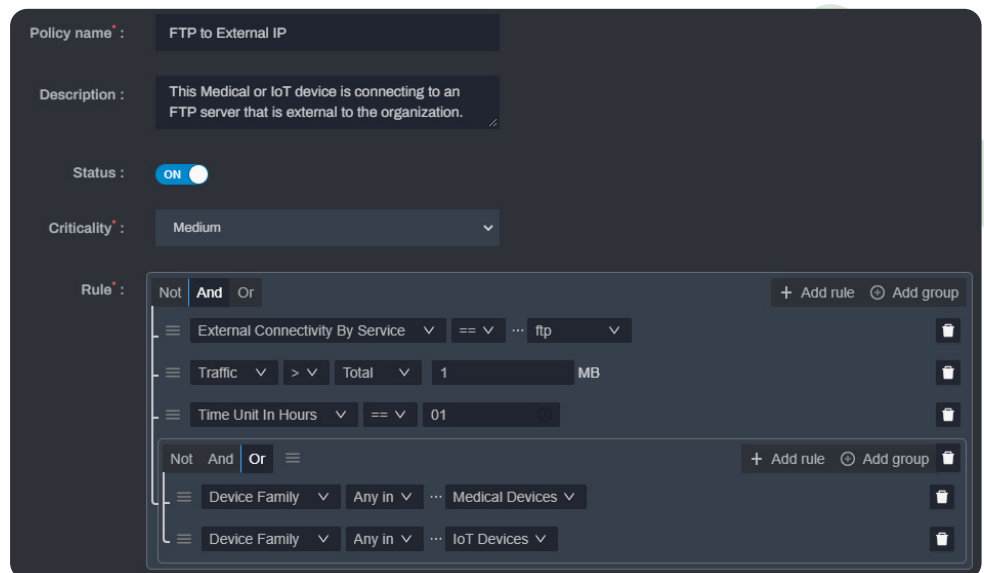 Policy name* : FTP to External IP
Description : This Medical or IoT device is connecting to an
FTP server that is external to the organization.
Status : ON
Criticality* : Medium
Rule* : Not And Or + Add rule Add group
External Connectivity By Service == ... ftp
Traffic > Total 1 MB
Time Unit In Hours == 01
Not And Or + Add rule Add group
Device Family Any in ... Medical Devices
Device Family Any in ... IoT Devices